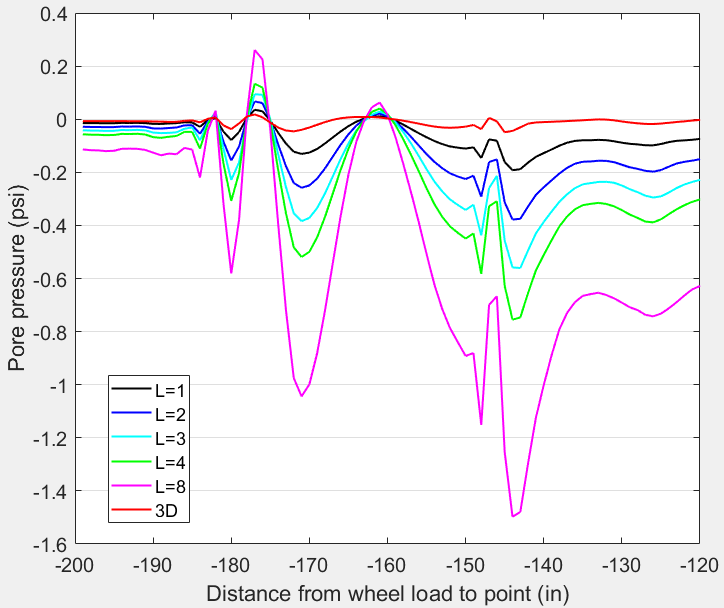 0.4
0.2
0
-0.2
-0.4
-0.6
-0.8
-1
-1.2
-1.4
-1.6
Pore pressure (psi)
L=1
L=2
L=3
L=4
L=8
3D
-200 -190 -180 -170 -160 -150 -140 -130 -120
Distance from wheel load to point (in)